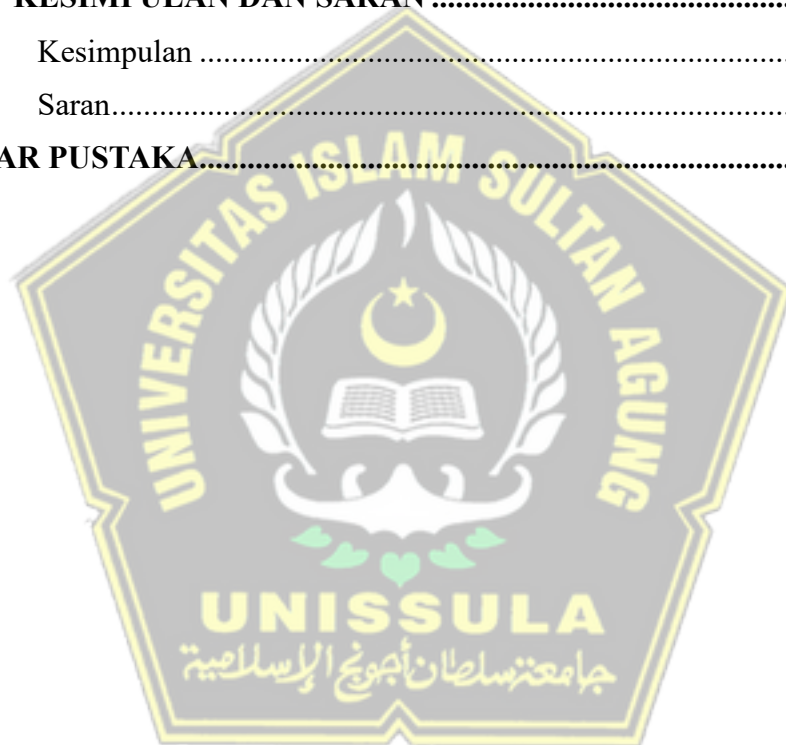 KESIMPULAN DAN SARAN ..........................................................
Kesimpulan ..........................................................................
Saran.....................................................................................
AR PUSTAKA.........................................................................
UNIVERSITAS ISLAM SULTAN AGUNG
UNISSULA
جامعة سلطان أجونج الإسلامية